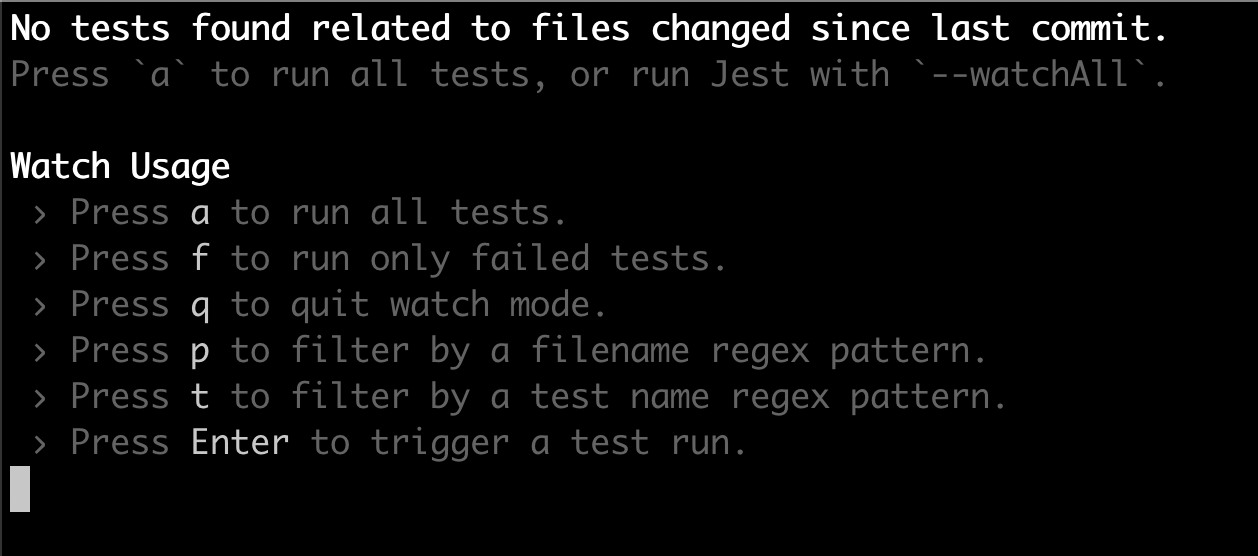 No tests found related to files changed since last commit.
Press `a` to run all tests, or run Jest with `--watchAll`.
Watch Usage
› Press a to run all tests.
› Press f to run only failed tests.
› Press q to quit watch mode.
› Press p to filter by a filename regex pattern.
› Press t to filter by a test name regex pattern.
› Press Enter to trigger a test run.